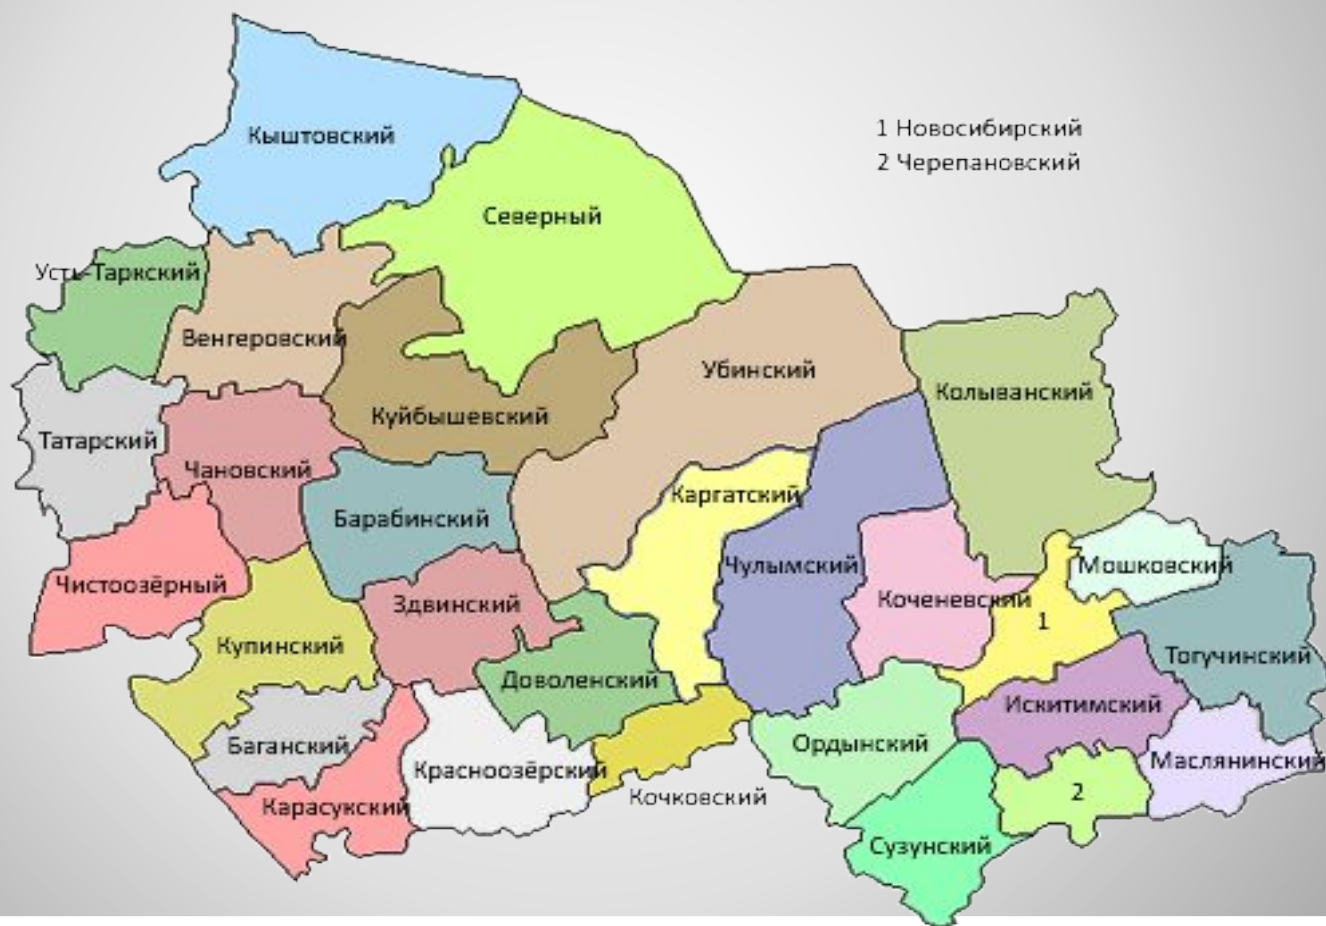 Кыштовский
1 Новосибирский
2 Черепановский
Северный
Усть-Таркский
Венгеровский
Убинский
Колыванский
Куйбышевский
Татарский
Чановский
Каргатский
Барабинский
Чулымский
Мошковский
Чистоозёрный
Здвинский
Коченевский
1
Купинский
Тогучинский
Доволенский
Искитимский
Баганский
Ордынский
Маслянинский
Красноозёрский
2
Кочковский
Карасукский
Сузунский